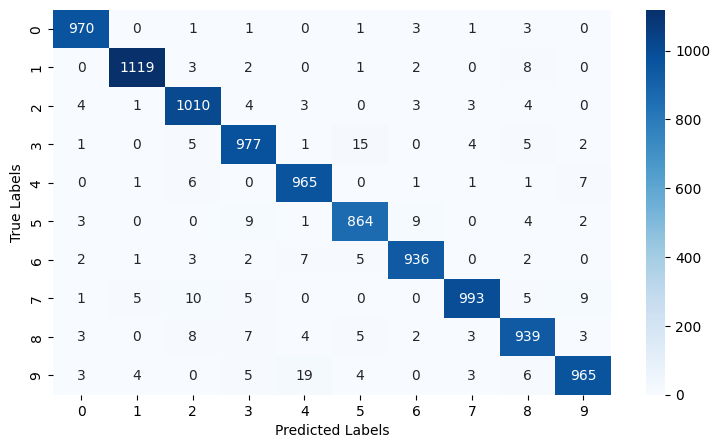 0 970 0 1 1 0 1 3 1 3 0
1 0 1119 3 2 0 1 2 0 8 0
2 4 1 1010 4 3 0 3 3 4 0
3 1 0 5 977 1 15 0 4 5 2
4 0 1 6 0 965 0 1 1 1 7
5 3 0 0 9 1 864 9 0 4 2
6 2 1 3 2 7 5 936 0 2 0
7 1 5 10 5 0 0 0 993 5 9
8 3 0 8 7 4 5 2 3 939 3
9 3 4 0 5 19 4 0 3 6 965
0 1 2 3 4 5 6 7 8 9
Predicted Labels
True Labels
1000
800
600
400
200
0